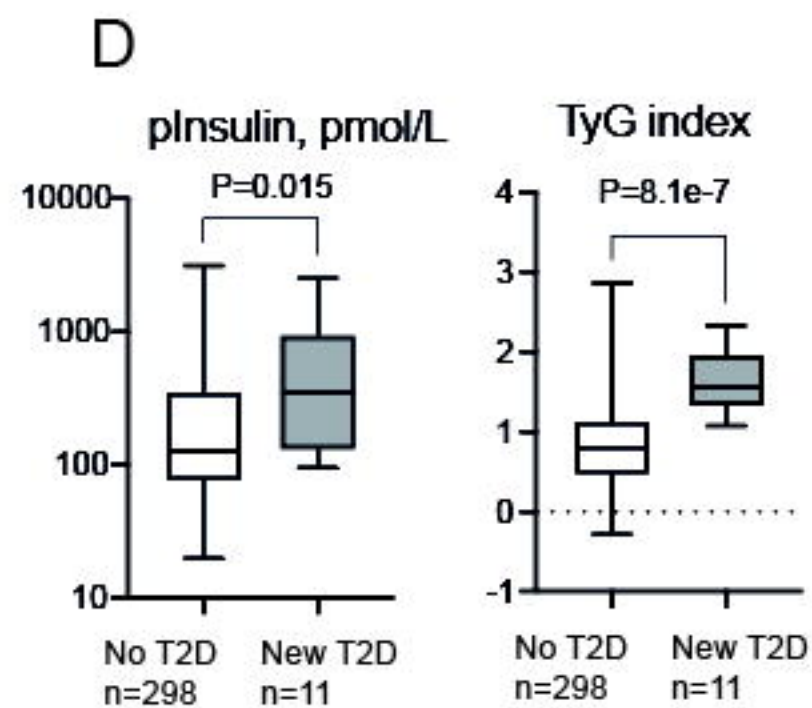 D
pInsulin, pmol/L
P=0.015
10000
1000
100
10
No T2D
n=298
New T2D
n=11
TyG index
P=8.1e-7
4
3
2
1
0
-1
No T2D
n=298
New T2D
n=11